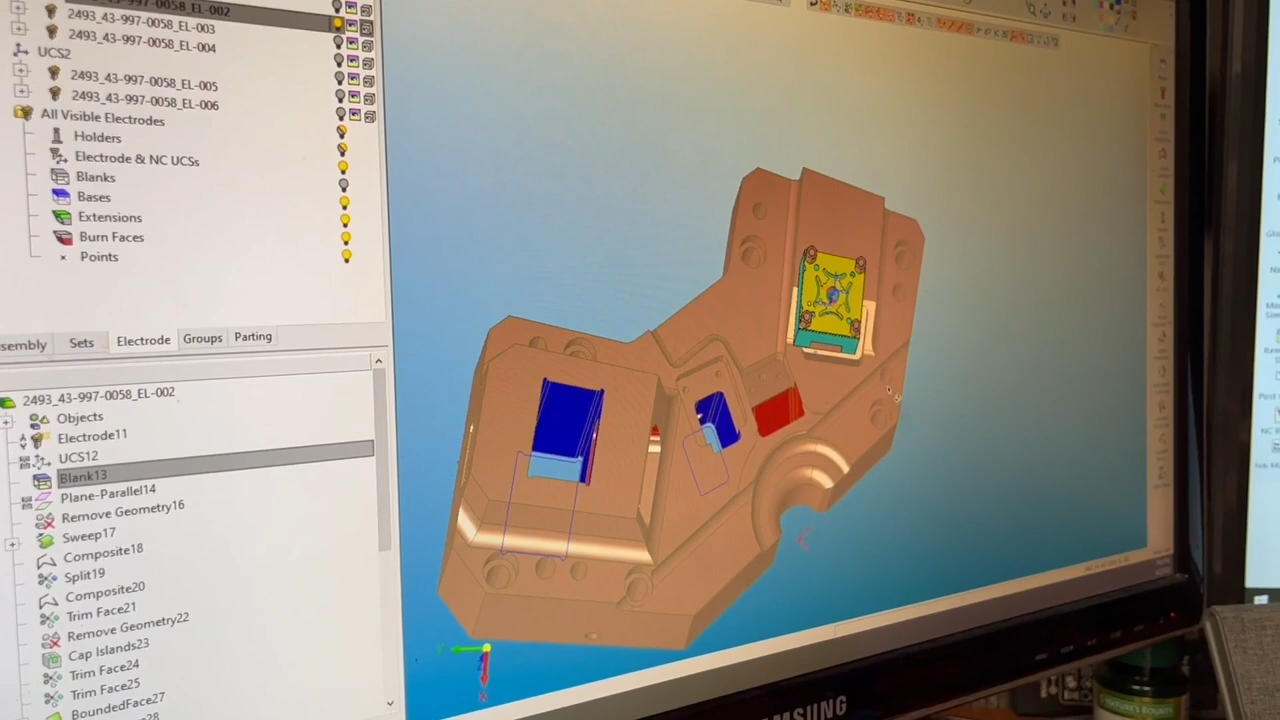 43-997-0058_EL-002
2493_43-997-0058_EL-003
2493_43-997-0058_EL-004
UCS2
2493_43-997-0058_EL-005
2493_43-997-0058_EL-006
All Visible Electrodes
Holders
Electrode & NC UCSs
Blanks
Bases
Extensions
Burn Faces
Points
Sets
Electrode
Groups
Parting
2493_43-997-0058_EL-002
Objects
Electrode11
UCS12
Blank13
Plane-Parallel14
Remove Geometry16
Sweep17
Composite18
Split19
Composite20
Trim Face21
Remove Geometry22
Cap Islands23
Trim Face24
Trim Face25
BoundedFace27
SAMSUNG